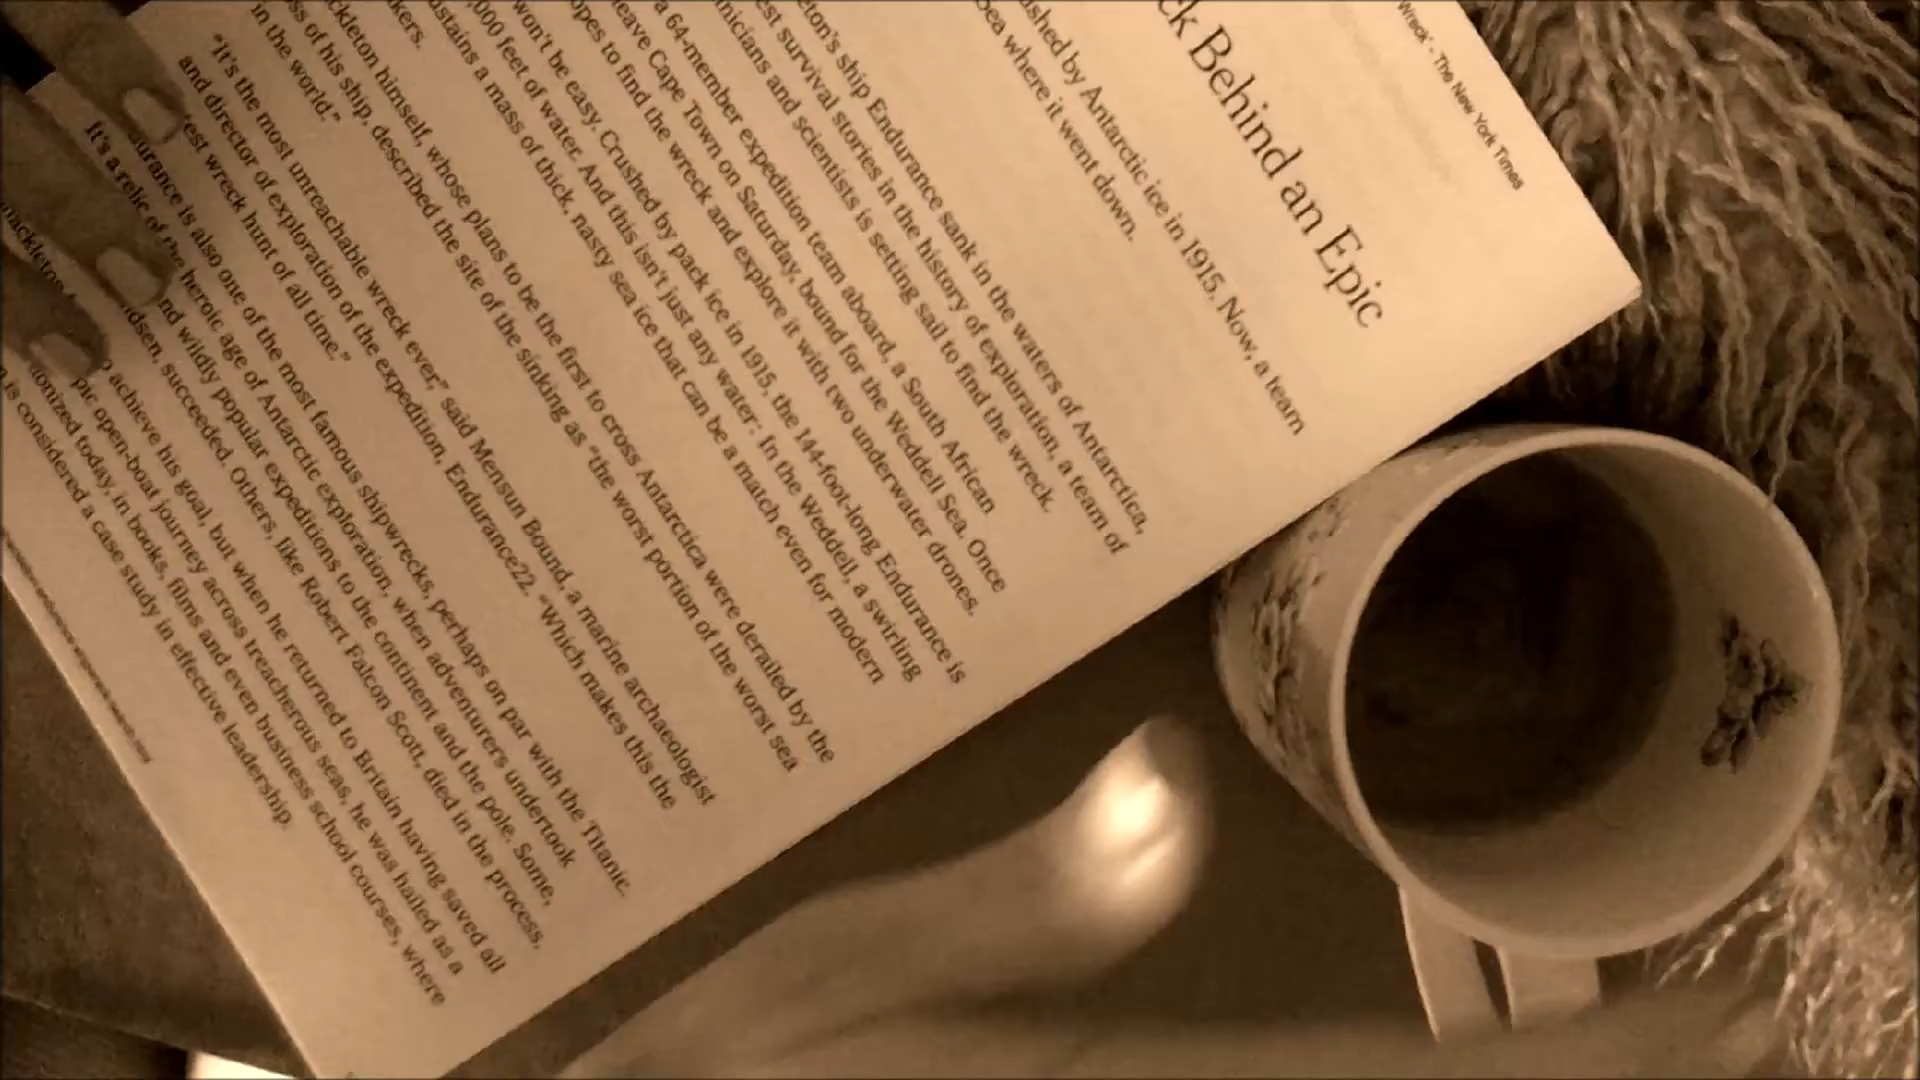 Wreck' - The New York Times
ck Behind an Epic
ushed by Antarctic ice in 1915. Now, a team
Sea where it went down.
eton's ship Endurance sank in the waters of Antarctica,
est survival stories in the history of exploration, a team of
nicians and scientists is setting sail to find the wreck.
a 64-member expedition team aboard, a South African
eave Cape Town on Saturday, bound for the Weddell Sea. Once
opes to find the wreck and explore it with two underwater drones.
won't be easy. Crushed by pack ice in 1915, the 144-foot-long Endurance is
,000 feet of water. And this isn't just any water: In the Weddell, a swirling
ustains a mass of thick, nasty sea ice that can be a match even for modern
akers.
ckleton himself, whose plans to be the first to cross Antarctica were derailed by the
ss of his ship, described the site of the sinking as "the worst portion of the worst sea
in the world."
"It's the most unreachable wreck ever," said Mensun Bound, a marine archaeologist
and director of exploration of the expedition, Endurance22. "Which makes this the
est wreck hunt of all time."
urance is also one of the most famous shipwrecks, perhaps on par with the Titanic.
It's a relic of the heroic age of Antarctic exploration, when adventurers undertook
nd wildly popular expeditions to the continent and the pole. Some,
ndsen, succeeded. Others, like Robert Falcon Scott, died in the process.
hackleton
o achieve his goal, but when he returned to Britain having saved all
pic open-boat journey across treacherous seas, he was hailed as a
onized today, in books, films and even business school courses, where
is considered a case study in effective leadership.